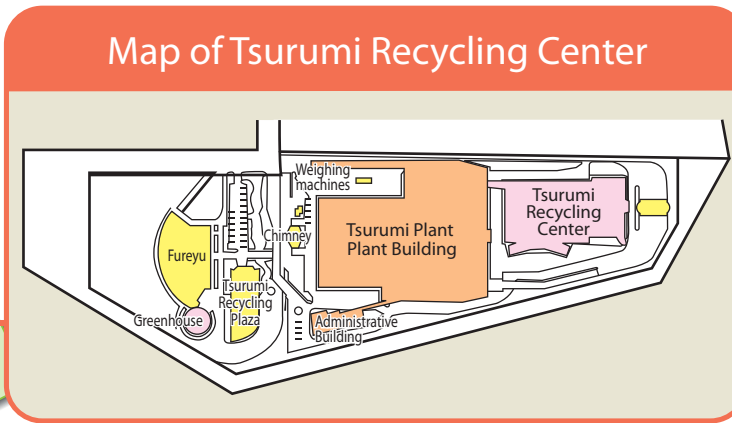 Map of Tsurumi Recycling Center
Weighing
machines
Tsurumi
Recycling
Center
Chimney
Tsurumi Plant
Plant Building
Fureyu
Tsurumi
Recycling
Plaza
Greenhouse
Administrative
Building